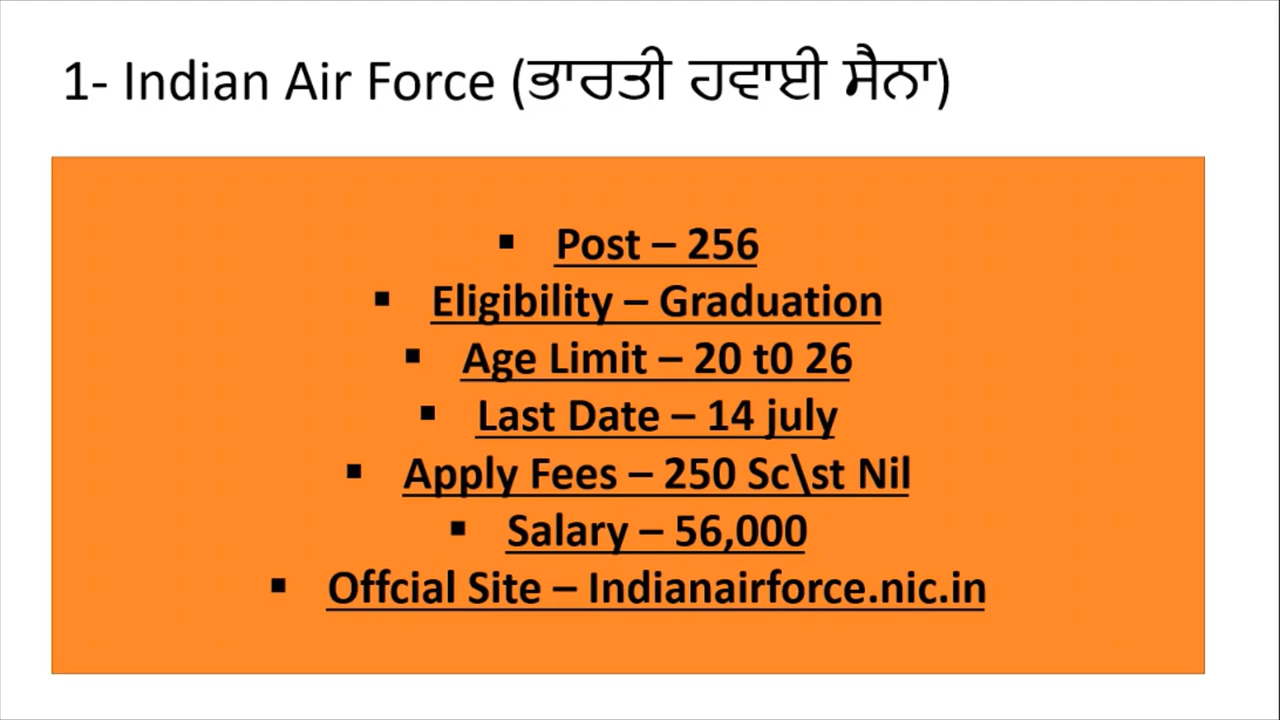 1- Indian Air Force (ਭਾਰਤੀ ਹਵਾਈ ਸੈਨਾ)
▪ Post – 256
▪ Eligibility – Graduation
▪ Age Limit – 20 t0 26
▪ Last Date – 14 july
▪ Apply Fees – 250 Sc\st Nil
▪ Salary – 56,000
▪ Offcial Site – Indianairforce.nic.in